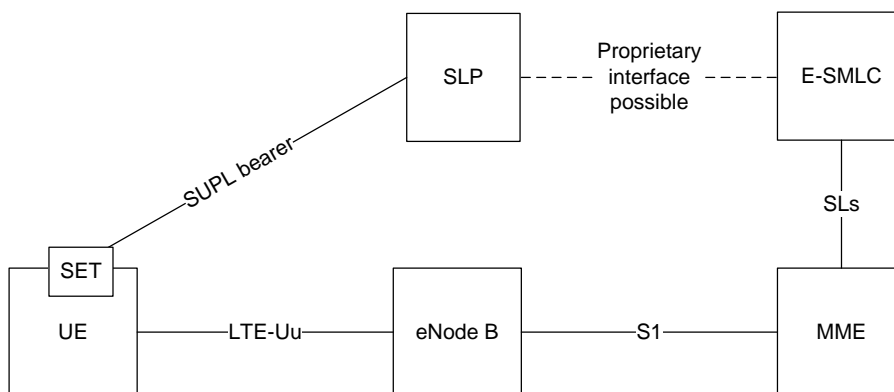 SLP
Proprietary
interface
possible
E-SMLC
SUPL bearer
SLs
SET
UE
LTE-Uu
eNode B
S1
MME